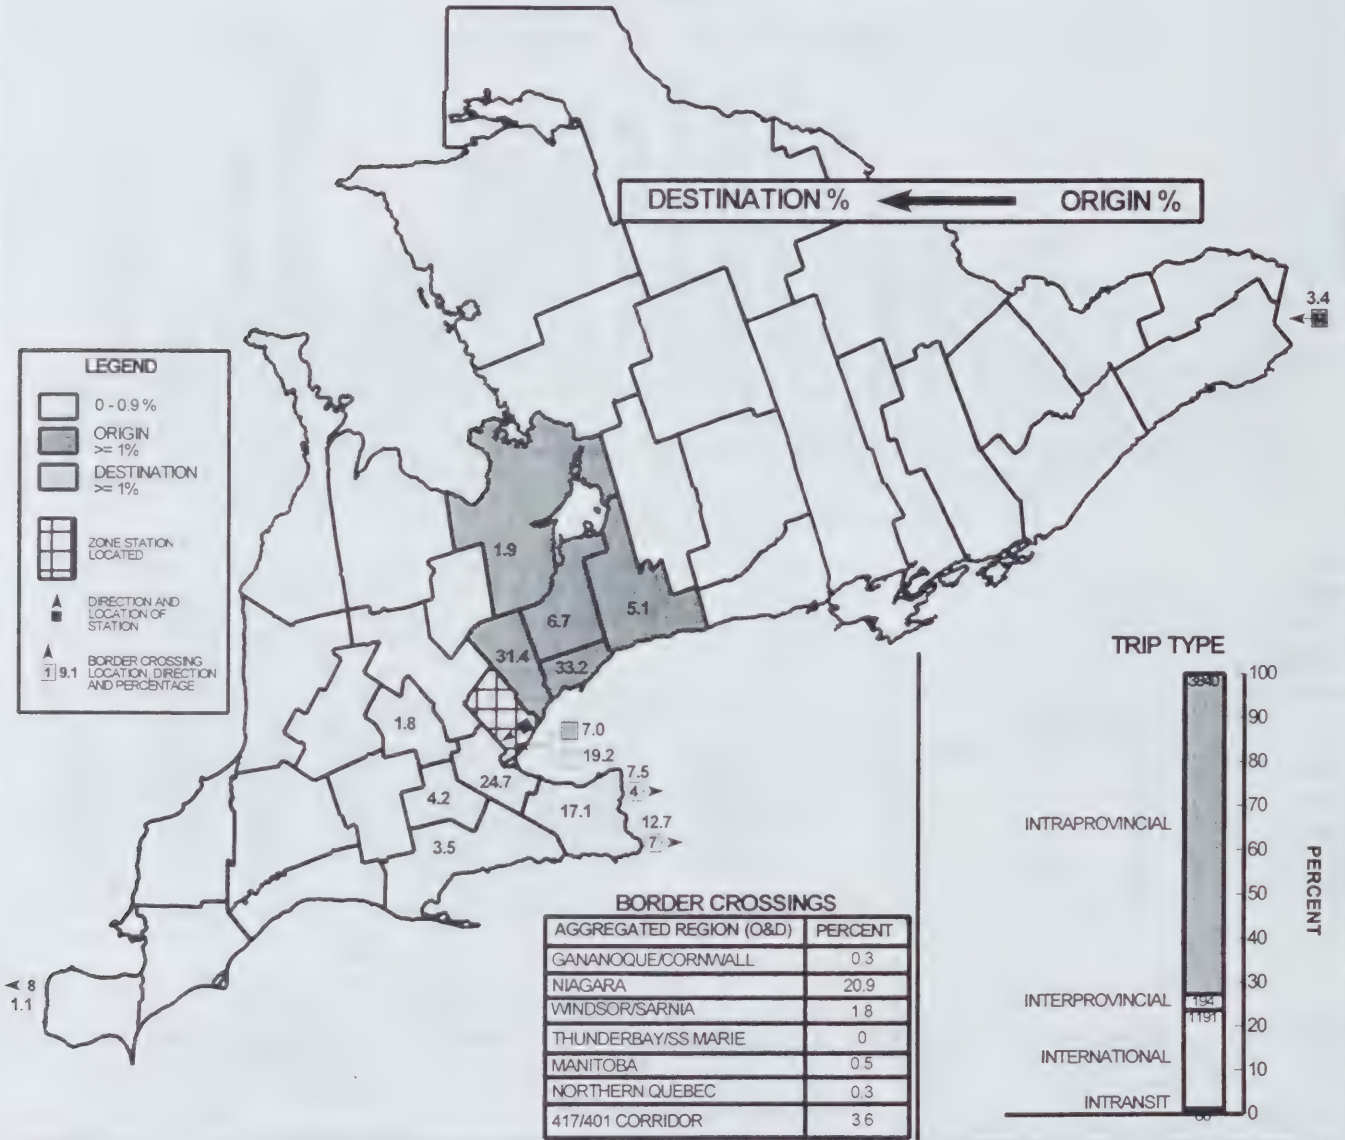 DESTINATION %
ORIGIN %
3.4
LEGEND
0 - 0.9 %
ORIGIN
>= 1%
DESTINATION
>= 1%
ZONE STATION
LOCATED
DIRECTION AND
LOCATION OF
STATION
1 9.1
BORDER CROSSING
LOCATION, DIRECTION
AND PERCENTAGE
1.9
6.7
5.1
31.4
33.2
1.8
7.0
19.2
24.7
4.2
17.1
3.5
7.5
4
12.7
7
8
1.1
BORDER CROSSINGS
AGGREGATED REGION (O&D) PERCENT
GANANOQUE/CORNWALL 0.3
NIAGARA 20.9
WINDSOR/SARNIA 1.8
THUNDERBAY/SS MARIE 0
MANITOBA 0.5
NORTHERN QUEBEC 0.3
417/401 CORRIDOR 3.6
TRIP TYPE
INTRAPROVINCIAL
INTERPROVINCIAL
INTERNATIONAL
INTRANSIT
194
1191
100
90
80
70
60
50
40
30
20
10
0
PERCENT